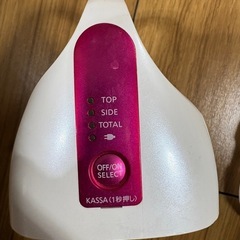 TOP
SIDE
TOTAL
OFF/ON
SELECT
KASSA(1秒押し)